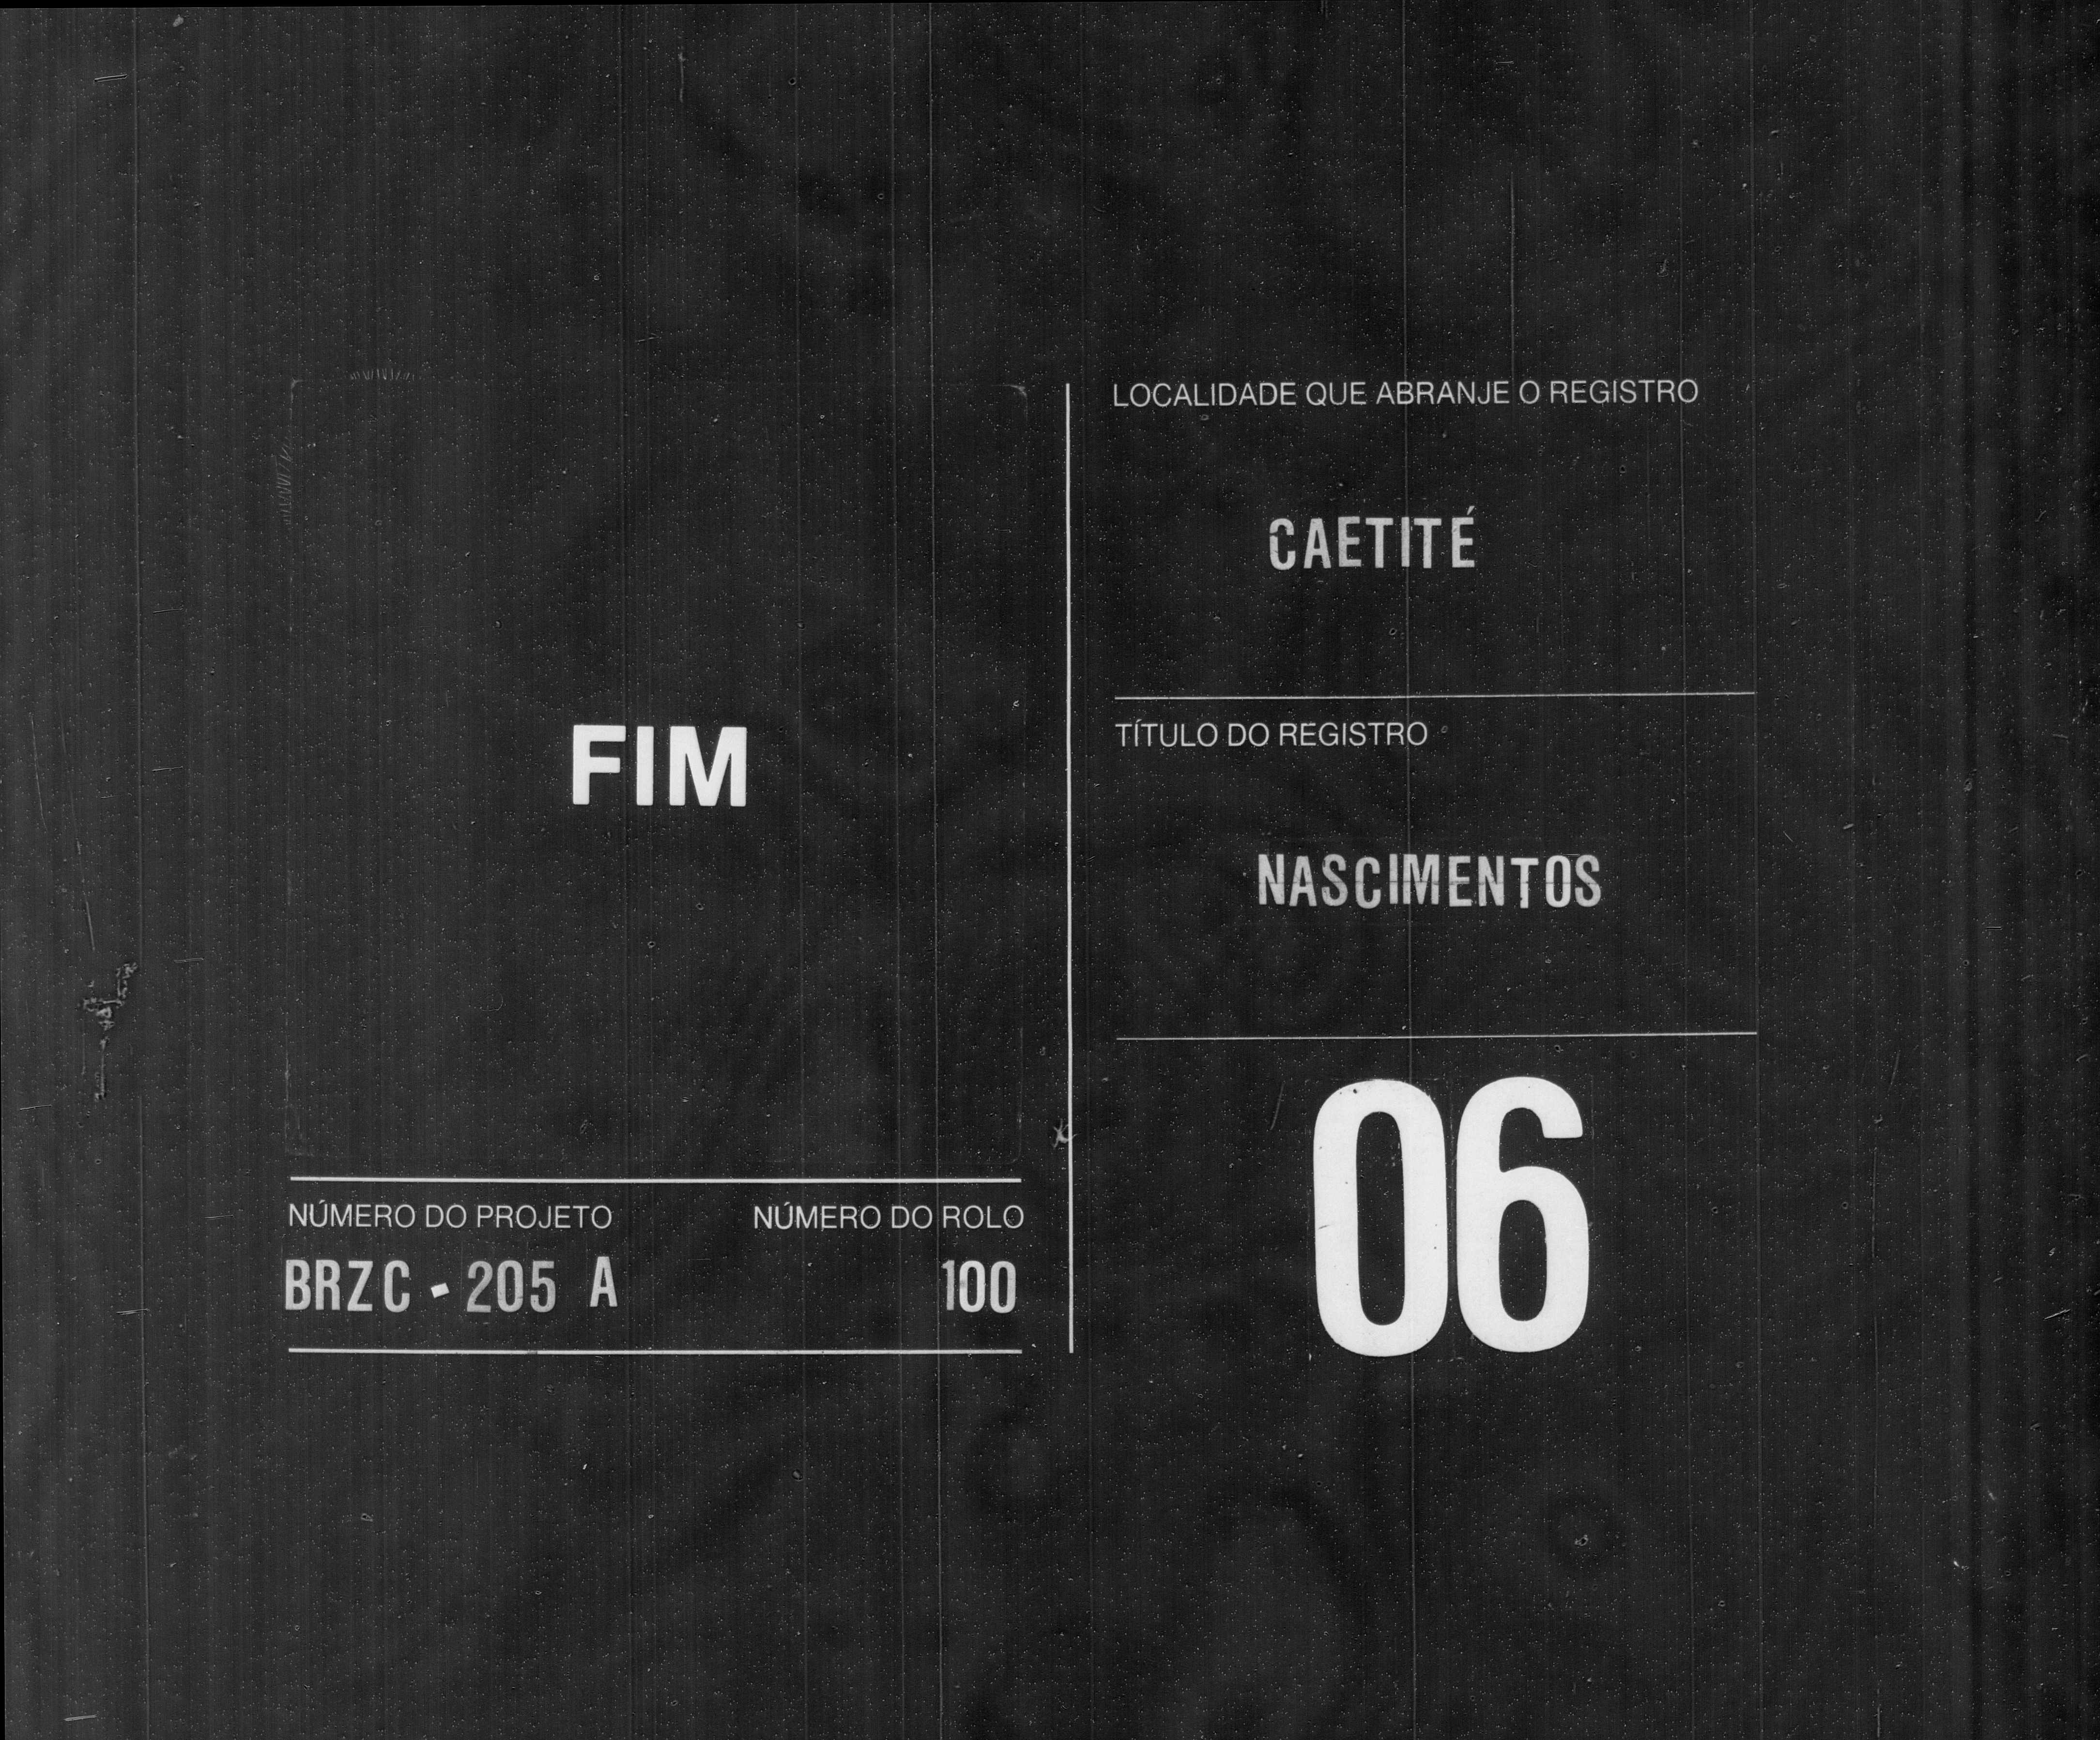 FIM
NÚMERO DO PROJETO
BRZC - 205 A
NÚMERO DO ROLO
100
LOCALIDADE QUE ABRANJE O REGISTRO
CAETITÉ
TÍTULO DO REGISTRO
NASCIMENTOS
06